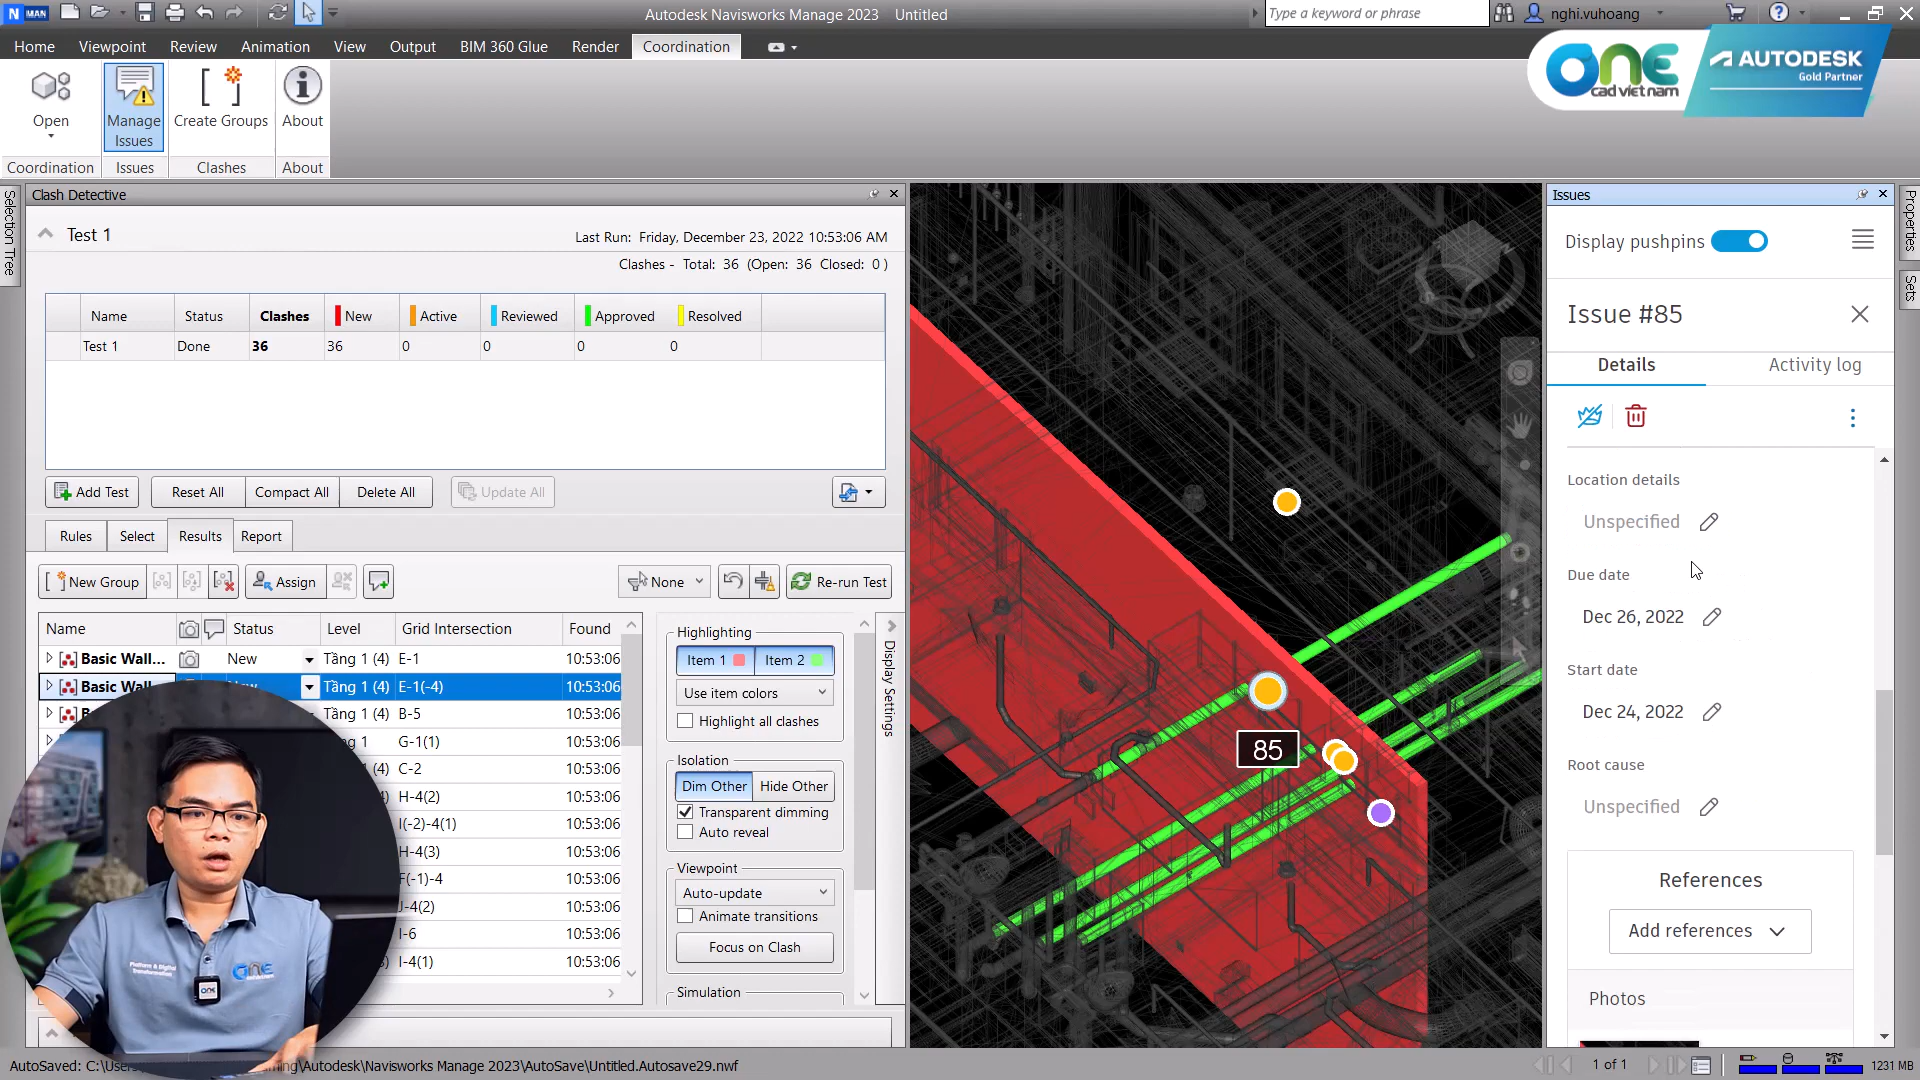 N MAN
Autodesk Navisworks Manage 2023 Untitled
Type a keyword or phrase
nghi.vuhoang
Home Viewpoint Review Animation View Output BIM 360 Glue Render Coordination
ONE
cad việt nam
AUTODESK
Gold Partner
Open
Manage
Issues
Create Groups
About
Coordination Issues Clashes About
Selection Tree
Clash Detective
Test 1
Last Run: Friday, December 23, 2022 10:53:06 AM
Clashes - Total: 36 (Open: 36 Closed: 0 )
Name Status Clashes New Active Reviewed Approved Resolved
Test 1 Done 36 36 0 0 0 0
Add Test Reset All Compact All Delete All Update All
Rules Select Results Report
New Group Assign None Re-run Test
Name Status Level Grid Intersection Found
Basic Wall... New Tầng 1 (4) E-1 10:53:06
Basic Wall Tầng 1 (4) E-1(-4) 10:53:06
Tầng 1 (4) B-5 10:53:06
G-1(1) 10:53:06
(4) C-2 10:53:06
H-4(2) 10:53:06
I(-2)-4(1) 10:53:06
H-4(3) 10:53:06
F(-1)-4 10:53:06
J-4(2) 10:53:06
I-6 10:53:06
I-4(1) 10:53:06
Highlighting
Item 1 Item 2
Use item colors
Highlight all clashes
Isolation
Dim Other Hide Other
Transparent dimming
Auto reveal
Viewpoint
Auto-update
Animate transitions
Focus on Clash
Simulation
Display Settings
85
Issues
Display pushpins
Issue #85
Details Activity log
Location details
Unspecified
Due date
Dec 26, 2022
Start date
Dec 24, 2022
Root cause
Unspecified
References
Add references
Photos
Properties
Sets
Platform & Digital
Transformation
ONE
ONE
AutoSaved: C:\Users
\Autodesk\Navisworks Manage 2023\AutoSave\Untitled.Autosave29.nwf
1 of 1
1231 MB